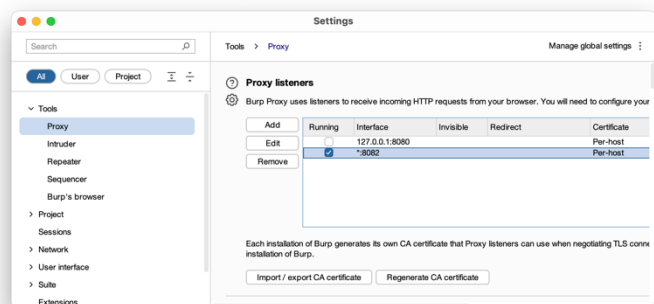 Settings
Search
Tools > Proxy
Manage global settings
All
User
Project
Tools
Proxy
Intruder
Repeater
Sequencer
Burp's browser
Project
Sessions
Network
User interface
Suite
Extensions
Proxy listeners
Burp Proxy uses listeners to receive incoming HTTP requests from your browser. You will need to configure your
Add
Edit
Remove
Running Interface Invisible Redirect Certificate
127.0.0.1:8080 Per-host
*:8082 Per-host
Each installation of Burp generates its own CA certificate that Proxy listeners can use when negotiating TLS conne
installation of Burp.
Import / export CA certificate
Regenerate CA certificate